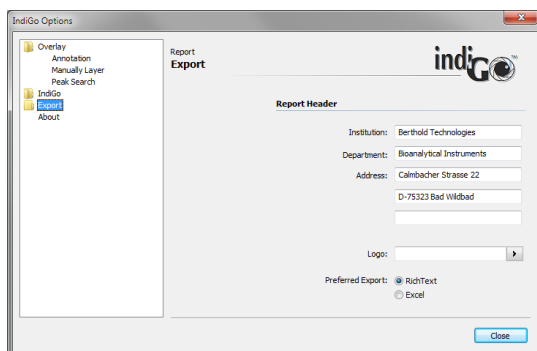 IndiGo Options
Overlay
Annotation
Manually Layer
Peak Search
IndiGo
Export
About
Report
Export
indiGo™
Report Header
Institution: Berthold Technologies
Department: Bioanalytical Instruments
Address: Calmbacher Strasse 22
D-75323 Bad Wildbad
Logo:
Preferred Export: RichText
Excel
Close